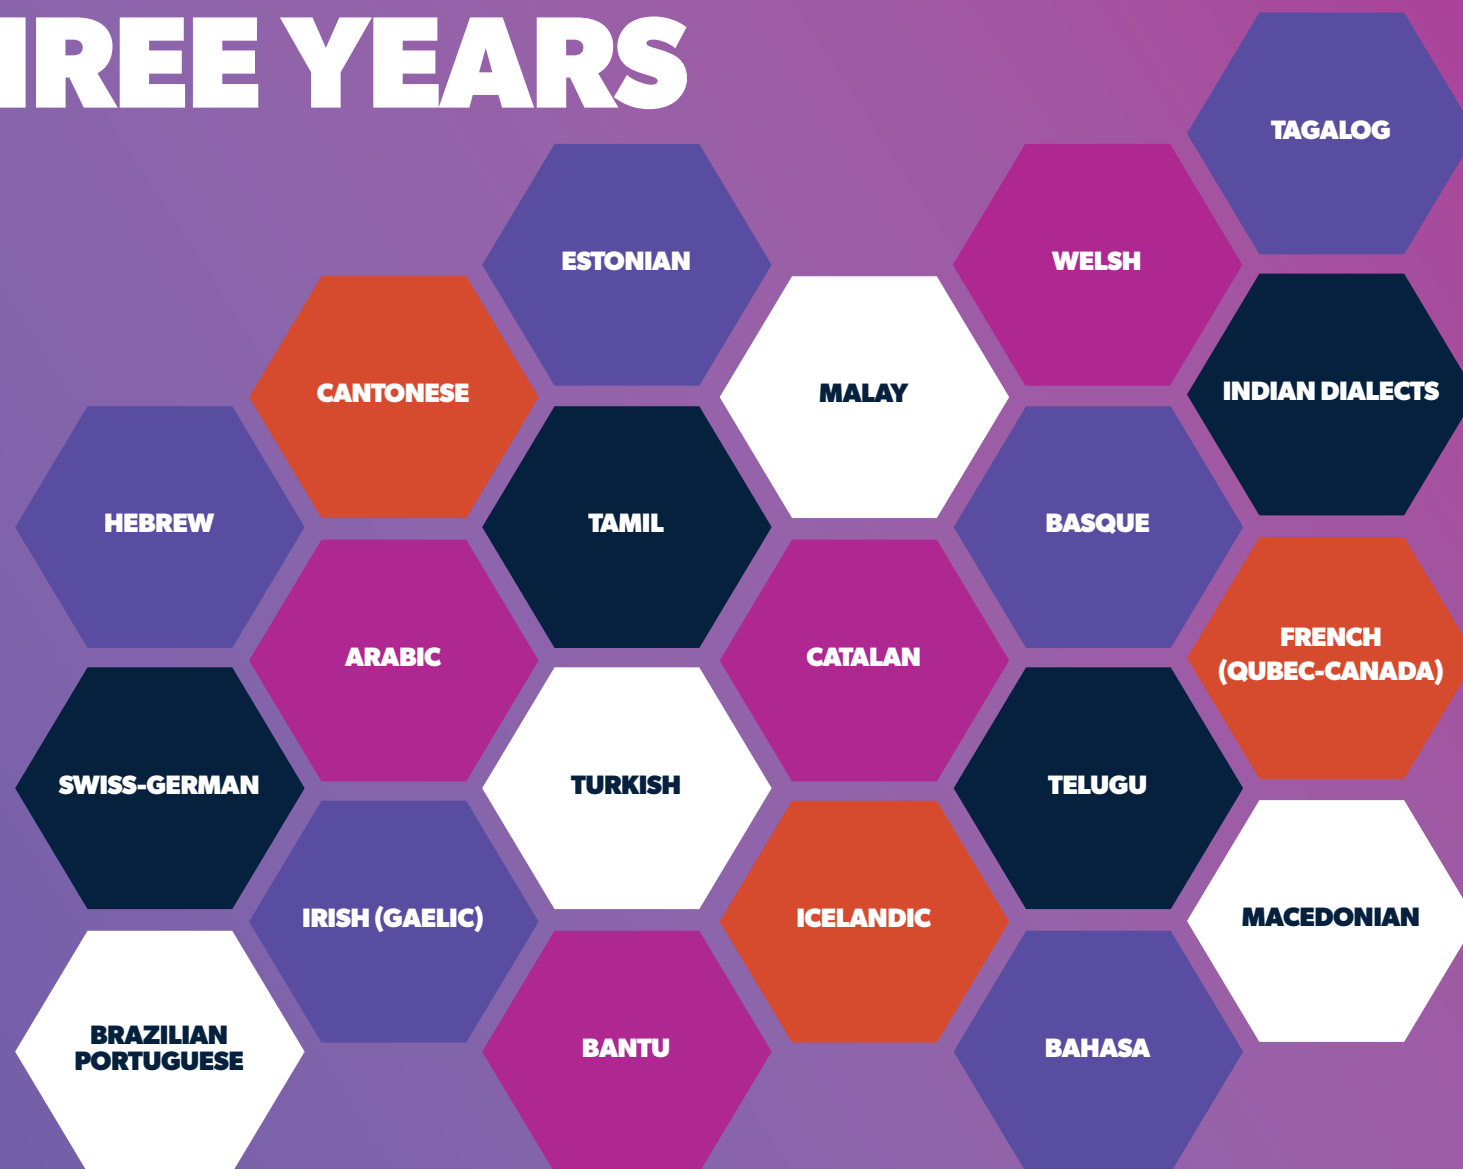 IREE YEARS
TAGALOG
ESTONIAN
WELSH
CANTONESE
MALAY
INDIAN DIALECTS
HEBREW
TAMIL
BASQUE
ARABIC
CATALAN
FRENCH
(QUBEC-CANADA)
SWISS-GERMAN
TURKISH
TELUGU
IRISH (GAELIC)
ICELANDIC
MACEDONIAN
BRAZILIAN
PORTUGUESE
BANTU
BAHASA